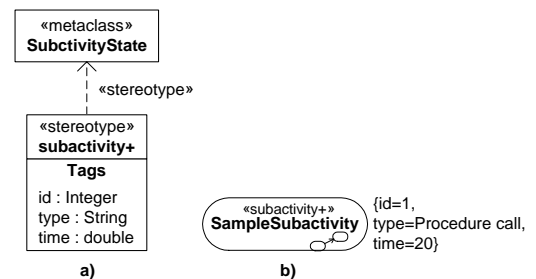 «metaclass»
SubctivityState
«stereotype»
«stereotype»
subactivity+
Tags
id : Integer
type : String
time : double
a)
«subactivity+»
SampleSubactivity
{id=1,
type=Procedure call,
time=20}
b)